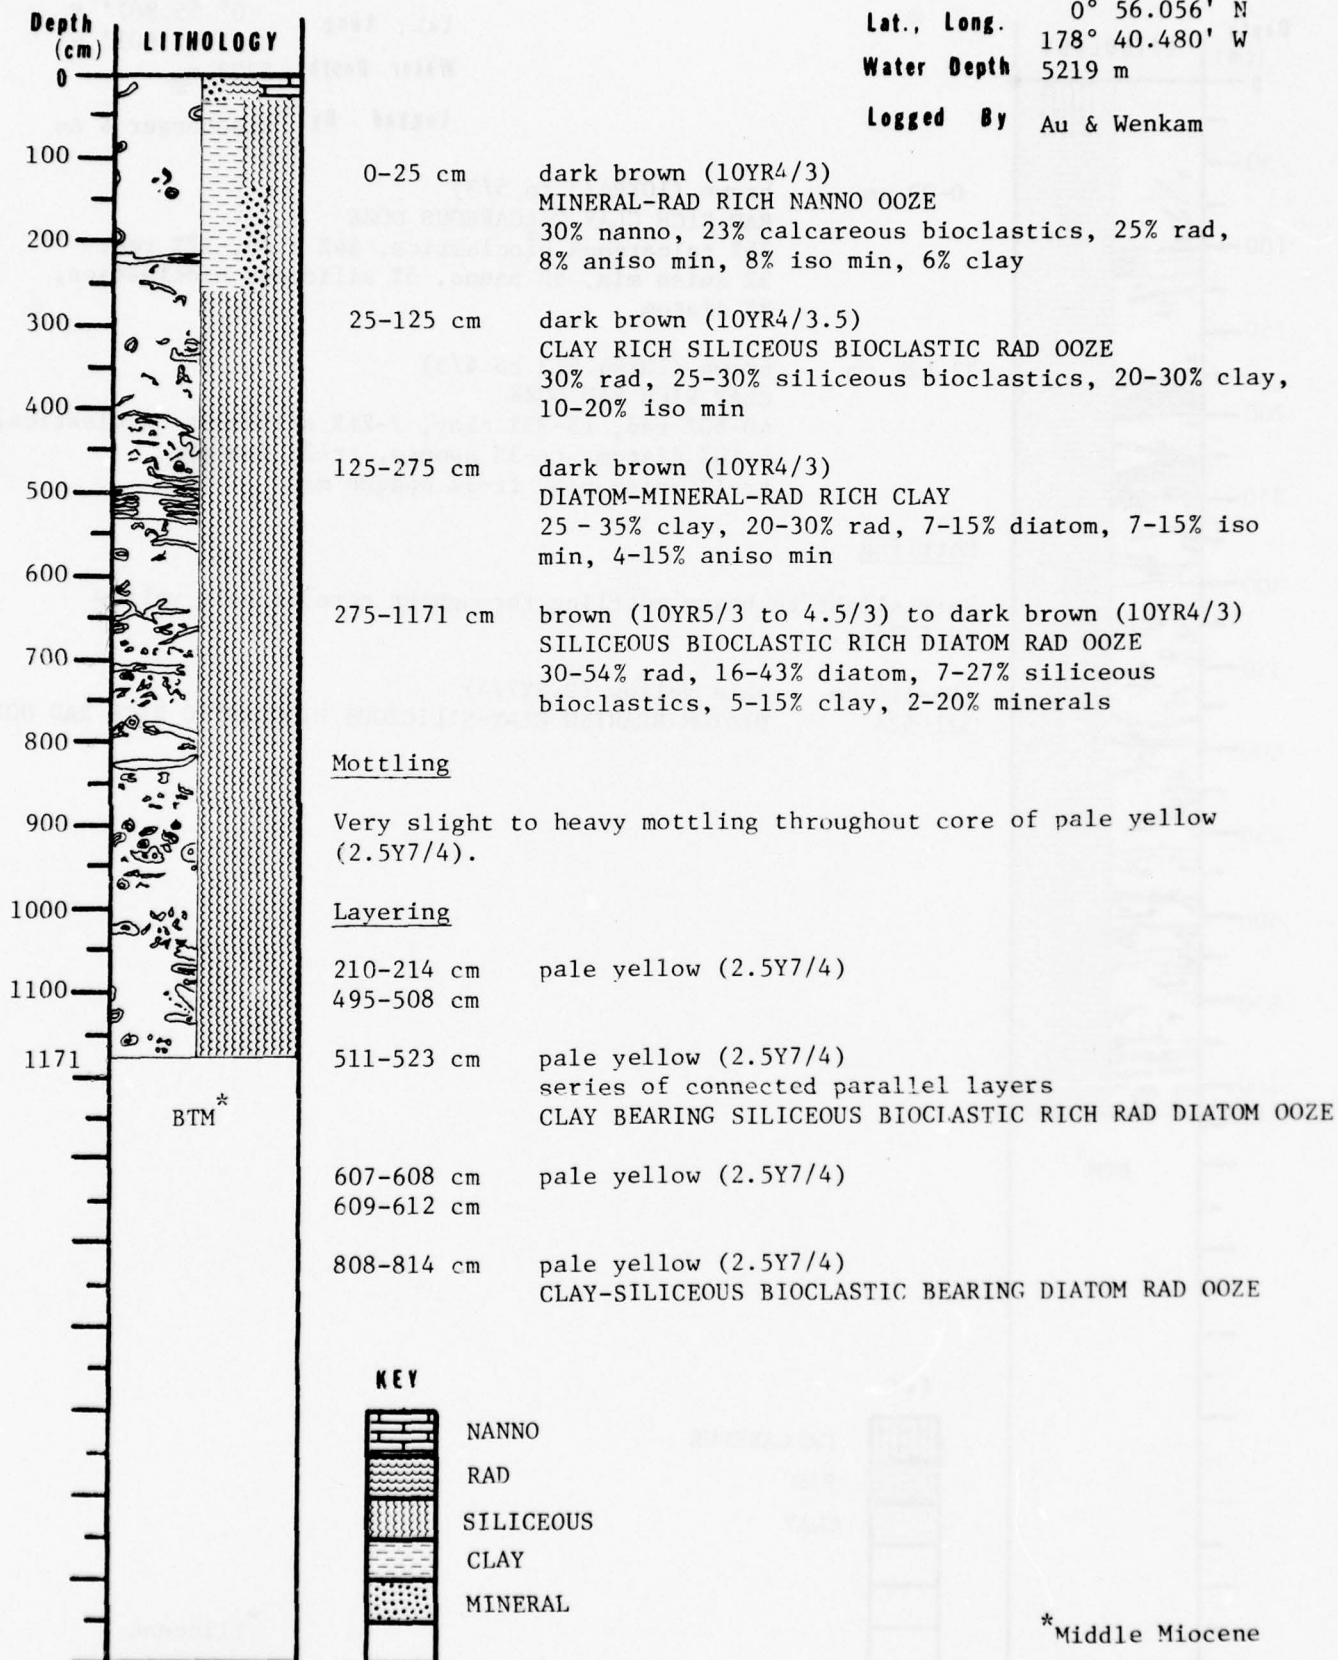 Depth
(cm)
LITHOLOGY
Lat., Long. 0° 56.056' N
178° 40.480' W
Water Depth 5219 m
Logged By Au & Wenkam
0
100
200
300
400
500
600
700
800
900
1000
1100
1171
BTM*
0-25 cm dark brown (10YR4/3)
MINERAL-RAD RICH NANNO OOZE
30% nanno, 23% calcareous bioclastics, 25% rad,
8% aniso min, 8% iso min, 6% clay
25-125 cm dark brown (10YR4/3.5)
CLAY RICH SILICEOUS BIOCLASTIC RAD OOZE
30% rad, 25-30% siliceous bioclastics, 20-30% clay,
10-20% iso min
125-275 cm dark brown (10YR4/3)
DIATOM-MINERAL-RAD RICH CLAY
25 - 35% clay, 20-30% rad, 7-15% diatom, 7-15% iso
min, 4-15% aniso min
275-1171 cm brown (10YR5/3 to 4.5/3) to dark brown (10YR4/3)
SILICEOUS BIOCLASTIC RICH DIATOM RAD OOZE
30-54% rad, 16-43% diatom, 7-27% siliceous
bioclastics, 5-15% clay, 2-20% minerals
Mottling
Very slight to heavy mottling throughout core of pale yellow
(2.5Y7/4).
Layering
210-214 cm pale yellow (2.5Y7/4)
495-508 cm
511-523 cm pale yellow (2.5Y7/4)
series of connected parallel layers
CLAY BEARING SILICEOUS BIOCLASTIC RICH RAD DIATOM OOZE
607-608 cm pale yellow (2.5Y7/4)
609-612 cm
808-814 cm pale yellow (2.5Y7/4)
CLAY-SILICEOUS BIOCLASTIC BEARING DIATOM RAD OOZE
KEY
NANNO
RAD
SILICEOUS
CLAY
MINERAL
*Middle Miocene